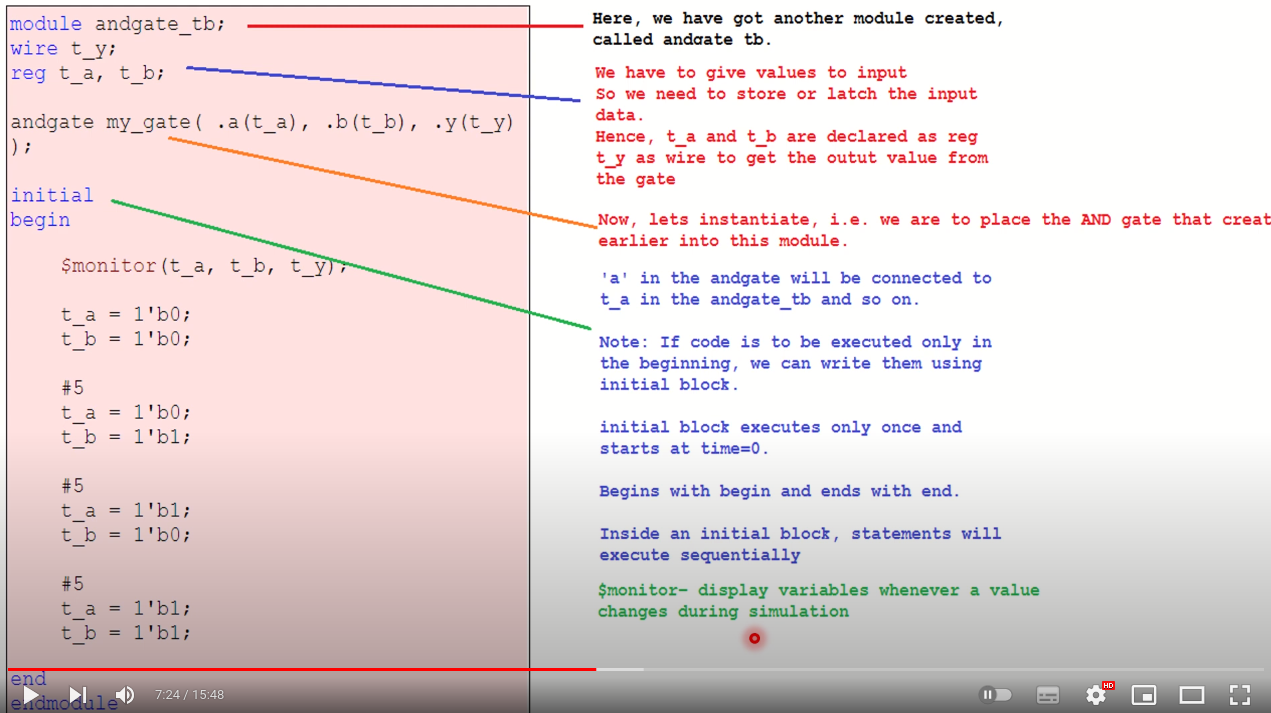 module andgate_tb;
wire t_y;
reg t_a, t_b;
andgate my_gate( .a(t_a), .b(t_b), .y(t_y)
);
initial
begin
$monitor(t_a, t_b, t_y);
t_a = 1'b0;
t_b = 1'b0;
#5
t_a = 1'b0;
t_b = 1'b1;
#5
t_a = 1'b1;
t_b = 1'b0;
#5
t_a = 1'b1;
t_b = 1'b1;
end
endmodule
Here, we have got another module created,
called andgate tb.
We have to give values to input
So we need to store or latch the input
data.
Hence, t_a and t_b are declared as reg
t_y as wire to get the outut value from
the gate
Now, lets instantiate, i.e. we are to place the AND gate that creat
earlier into this module.
'a' in the andgate will be connected to
t_a in the andgate_tb and so on.
Note: If code is to be executed only in
the beginning, we can write them using
initial block.
initial block executes only once and
starts at time=0.
Begins with begin and ends with end.
Inside an initial block, statements will
execute sequentially
$monitor- display variables whenever a value
changes during simulation
7:24 / 15:48
HD